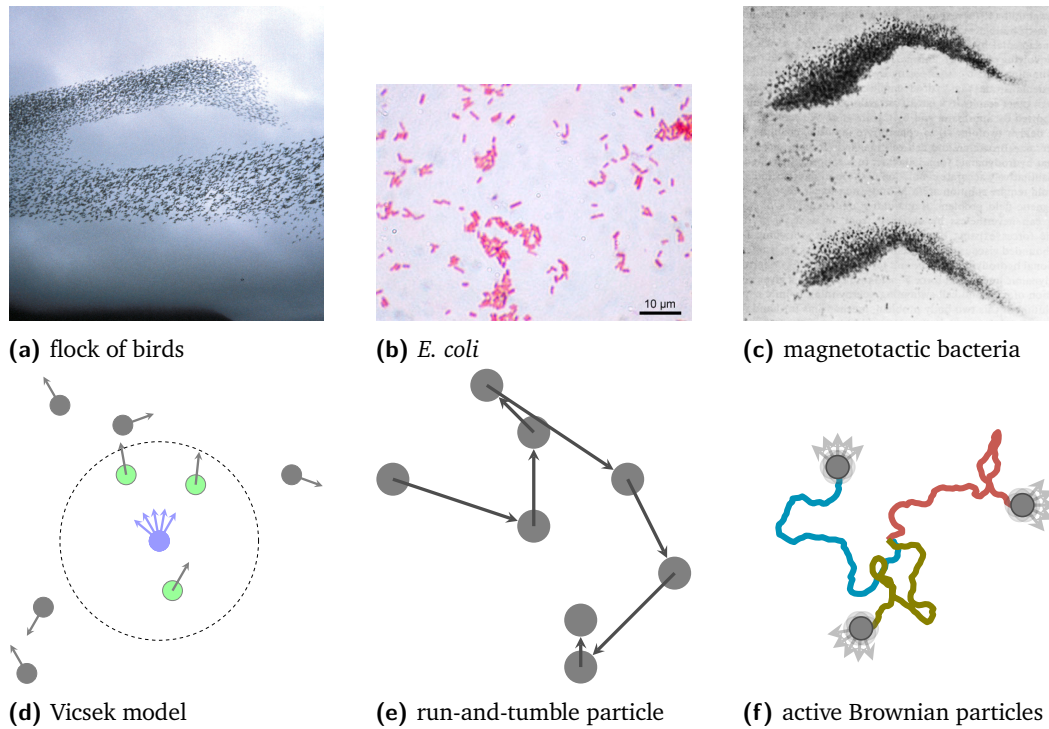 10 µm
(a) flock of birds
(b) E. coli
(c) magnetotactic bacteria
(d) Vicsek model
(e) run-and-tumble particle
(f) active Brownian particles